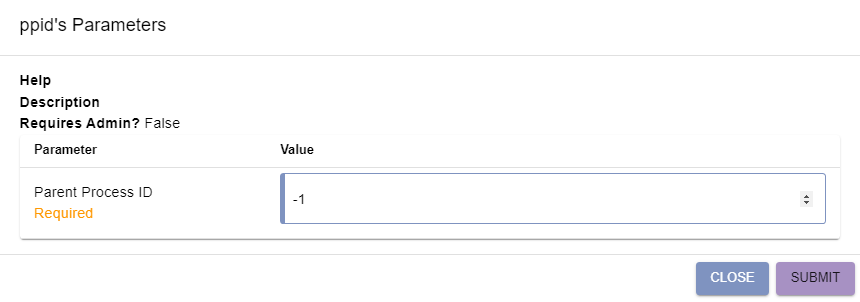 ppid's Parameters
Help
Description
Requires Admin? False
Parameter Value
Parent Process ID
Required
-1
CLOSE SUBMIT